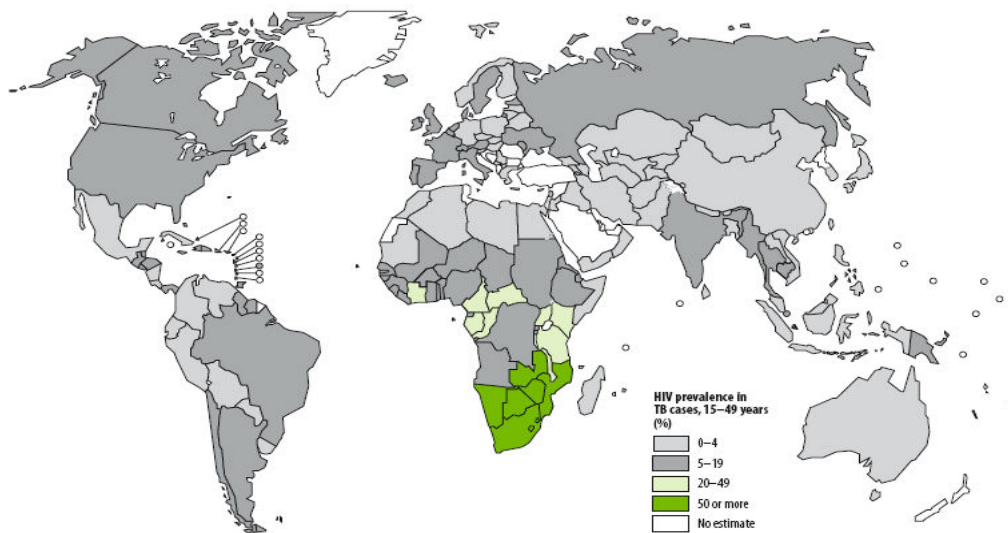 HIV prevalence in
TB cases, 15–49 years
(%)
0–4
5–19
20–49
50 or more
No estimate